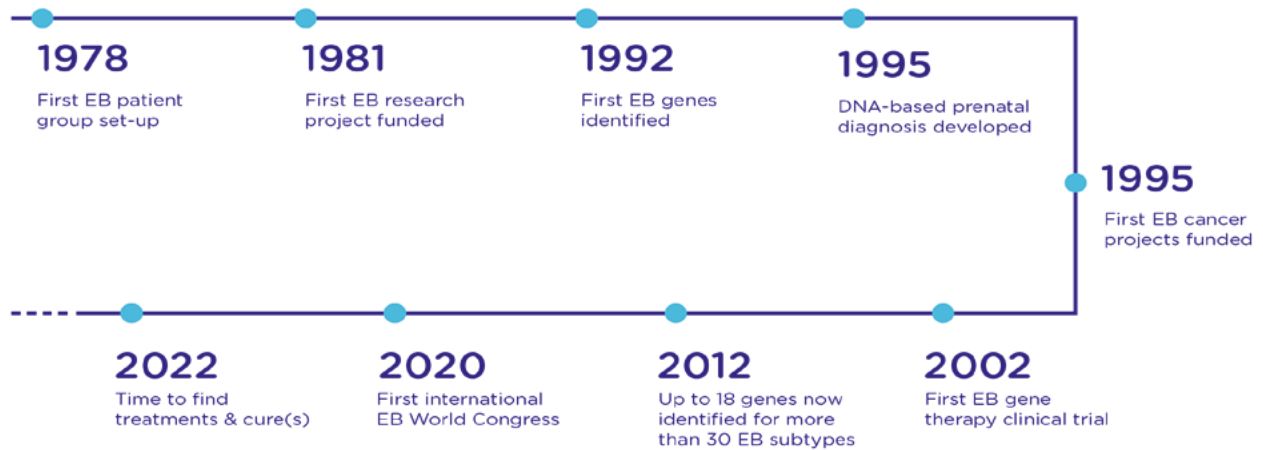 1978
First EB patient
group set-up
1981
First EB research
project funded
1992
First EB genes
identified
1995
DNA-based prenatal
diagnosis developed
1995
First EB cancer
projects funded
2002
First EB gene
therapy clinical trial
2012
Up to 18 genes now
identified for more
than 30 EB subtypes
2020
First international
EB World Congress
2022
Time to find
treatments & cure(s)